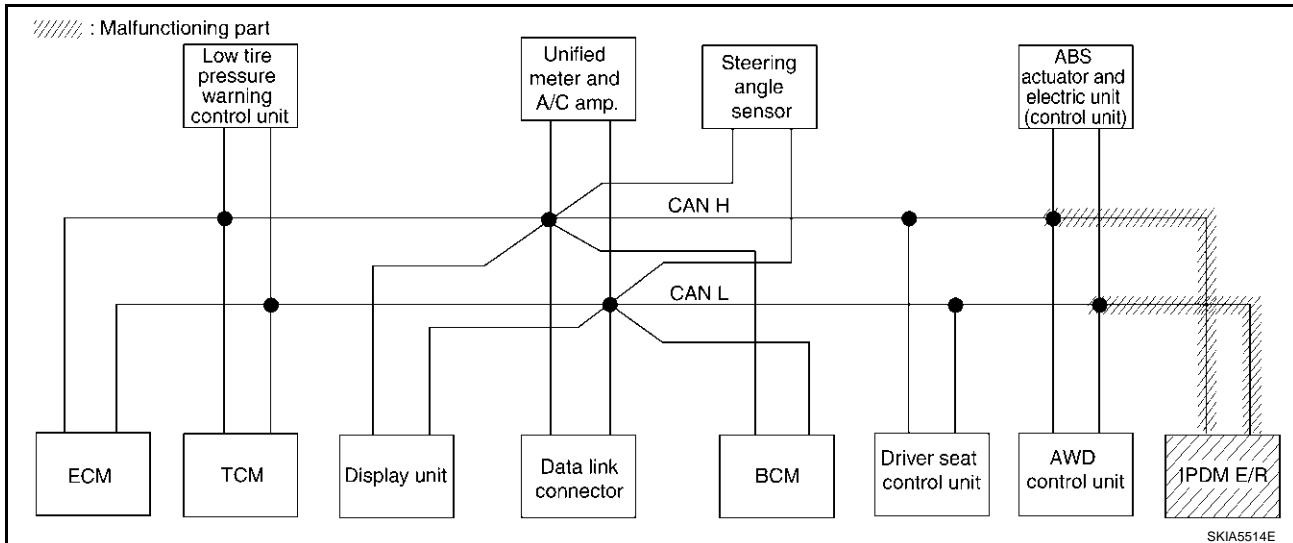 : Malfunctioning part
Low tire
pressure
warning
control unit
Unified
meter and
A/C amp.
Steering
angle
sensor
ABS
actuator and
electric unit
(control unit)
CAN H
CAN L
ECM
TCM
Display unit
Data link
connector
BCM
Driver seat
control unit
AWD
control unit
IPDM E/R
SKIA5514E